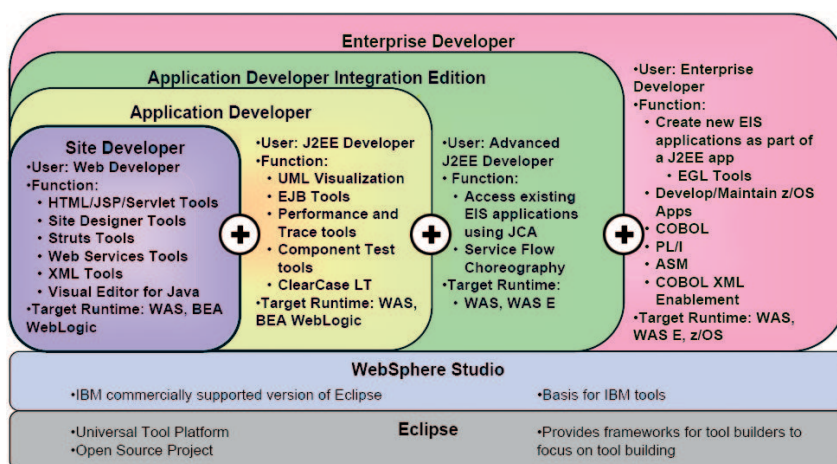 Enterprise Developer
Application Developer Integration Edition
Application Developer
Site Developer
•User: Web Developer
•Function:
•HTML/JSP/Servlet Tools
•Site Designer Tools
•Struts Tools
•Web Services Tools
•XML Tools
•Visual Editor for Java
•Target Runtime: WAS, BEA
WebLogic
•User: J2EE Developer
•Function:
•UML Visualization
•EJB Tools
•Performance and
Trace tools
•Component Test
tools
•ClearCase LT
•Target Runtime: WAS,
BEA WebLogic
•User: Advanced
J2EE Developer
•Function:
•Access existing
EIS applications
using JCA
•Service Flow
Choreography
•Target Runtime:
•WAS, WAS E
•User: Enterprise
Developer
•Function:
•Create new EIS
applications as part of
a J2EE app
•EGL Tools
•Develop/Maintain z/OS
Apps
•COBOL
•PL/I
•ASM
•COBOL XML
Enablement
•Target Runtime: WAS,
WAS E, z/OS
WebSphere Studio
•IBM commercially supported version of Eclipse
•Basis for IBM tools
Eclipse
•Universal Tool Platform
•Open Source Project
•Provides frameworks for tool builders to
focus on tool building